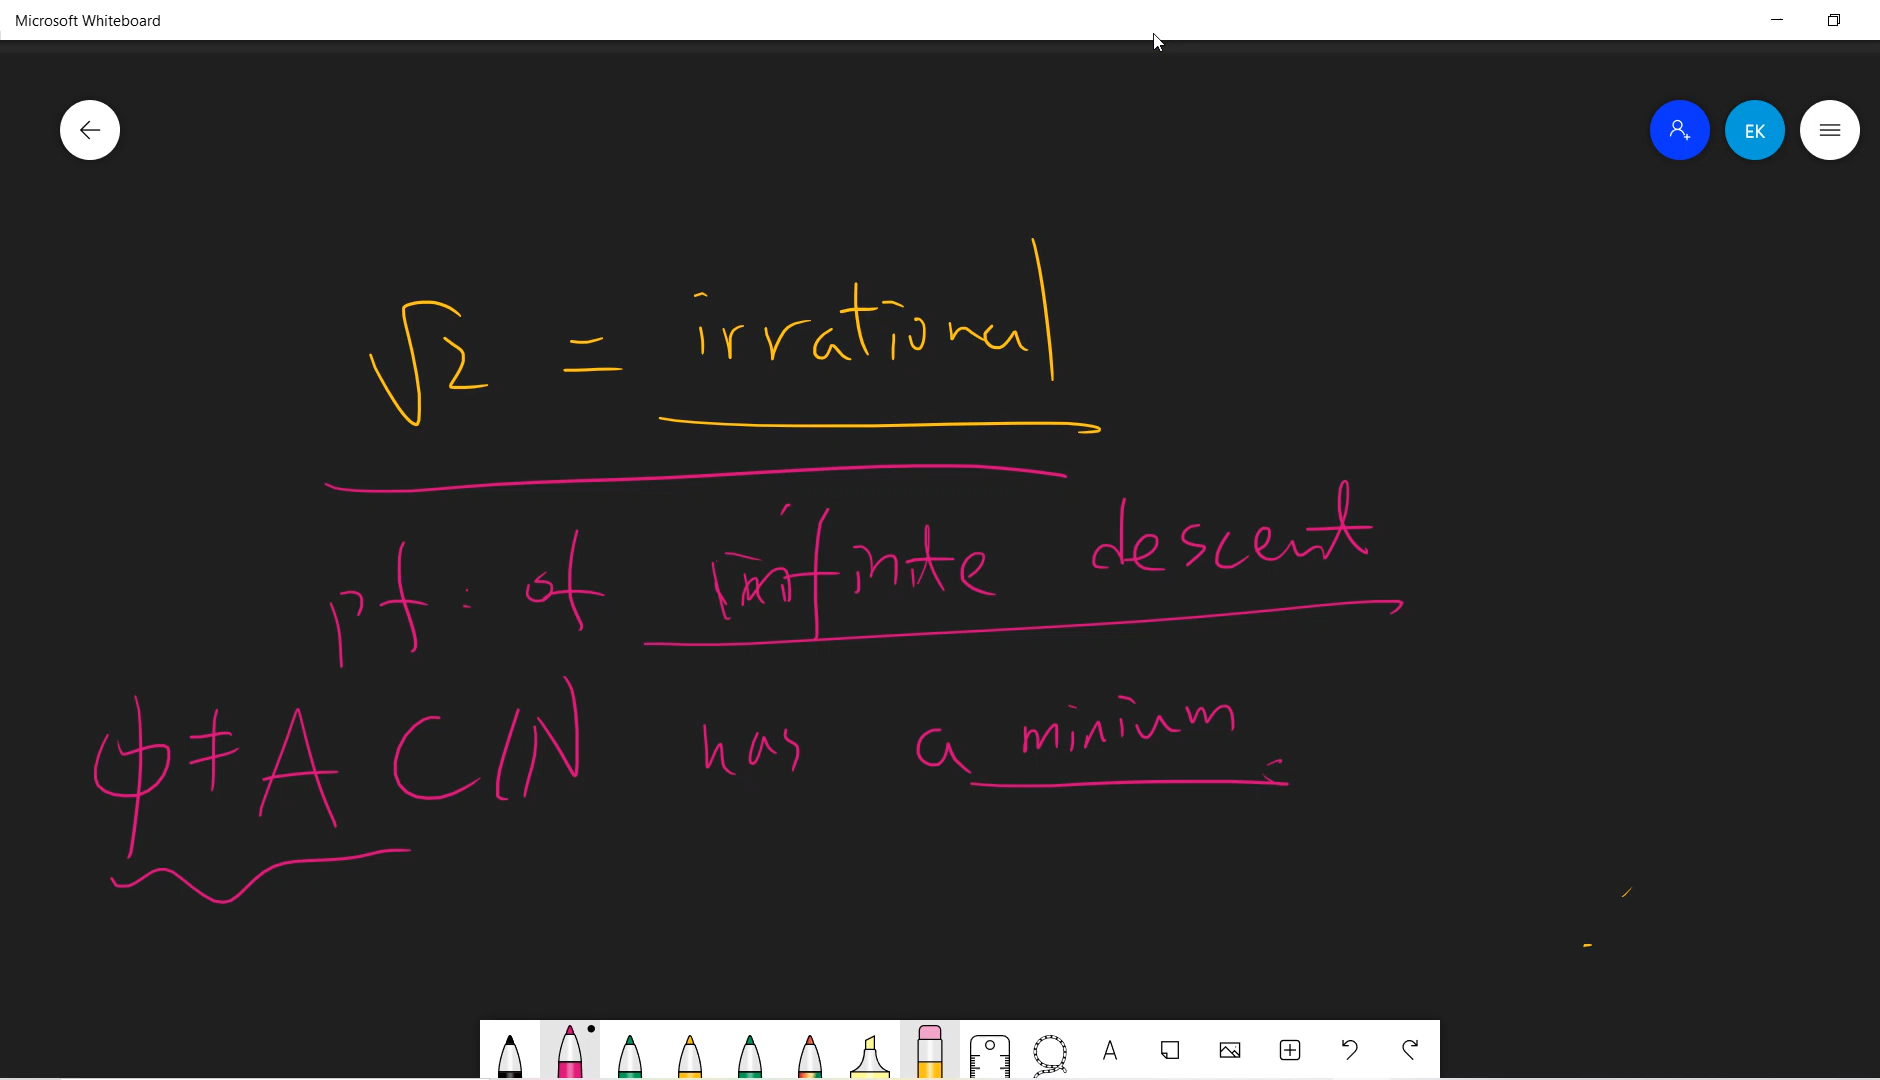 Microsoft Whiteboard
EK
√2 = irrational
pf: of infinite descent
ϕ ≠ A ⊂ ℕ has a minium